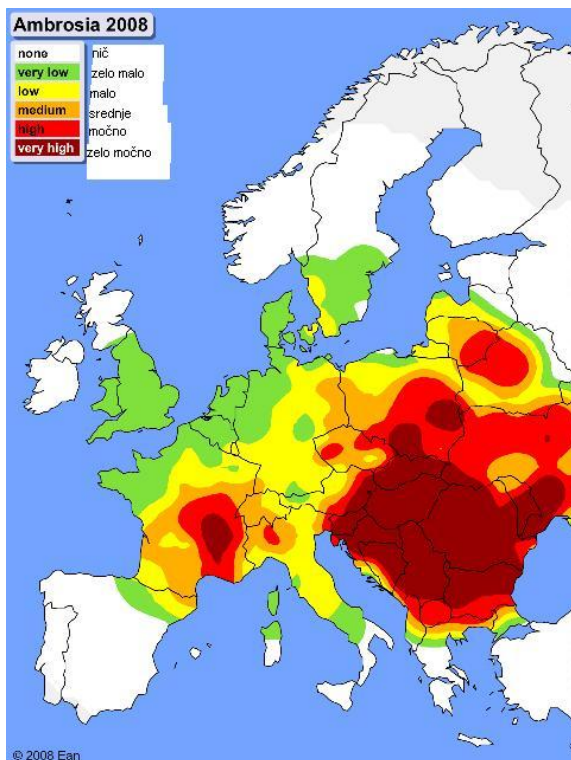 Ambrosia 2008
none nič
very low zelo malo
low malo
medium srednje
high močno
very high zelo močno
© 2008 Ean